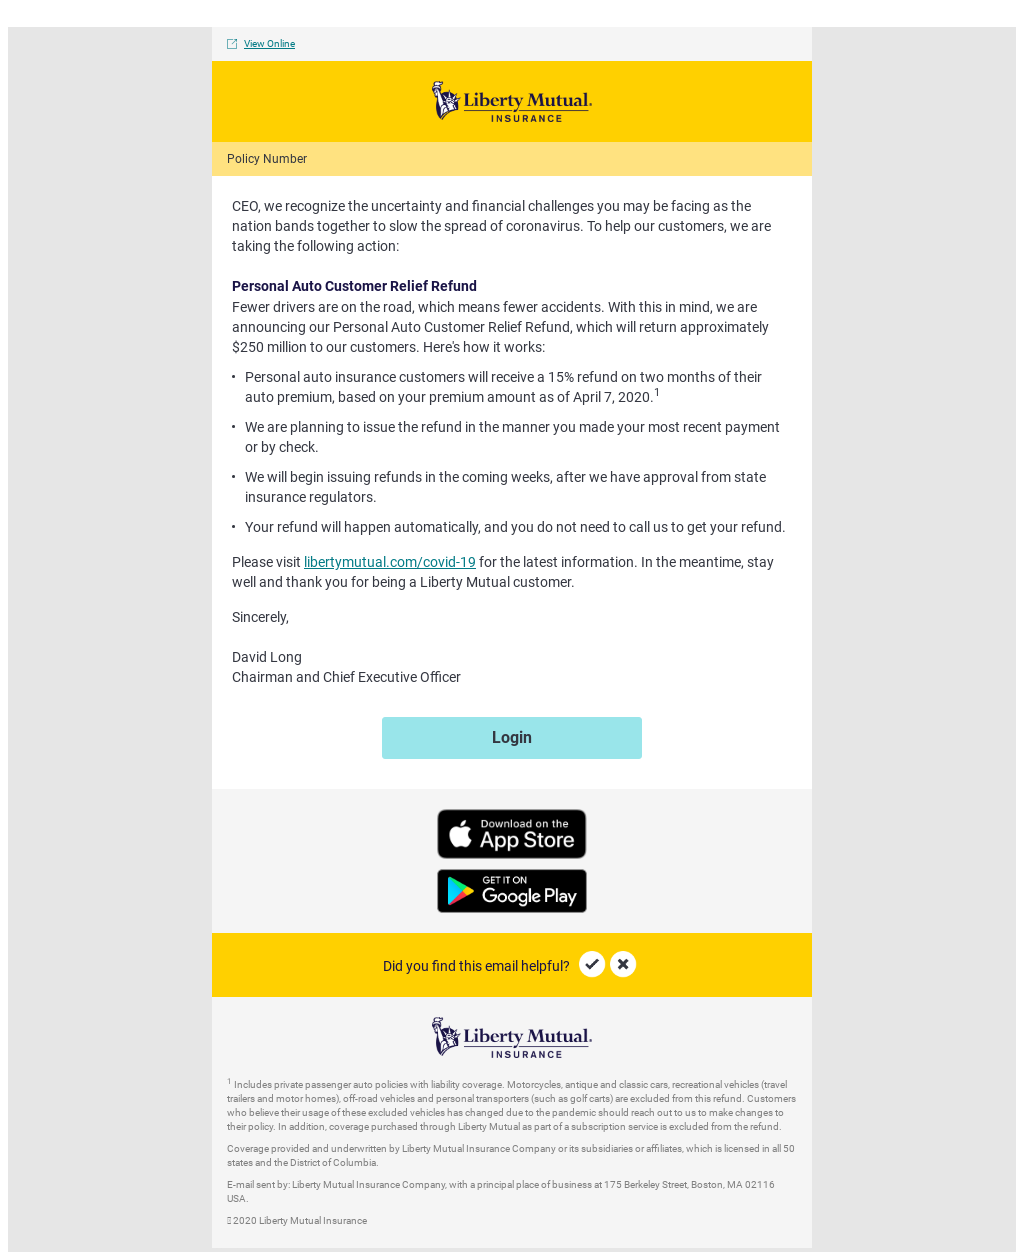 View Online
Liberty Mutual®
INSURANCE
Policy Number
CEO, we recognize the uncertainty and financial challenges you may be facing as the
nation bands together to slow the spread of coronavirus. To help our customers, we are
taking the following action:
Personal Auto Customer Relief Refund
Fewer drivers are on the road, which means fewer accidents. With this in mind, we are
announcing our Personal Auto Customer Relief Refund, which will return approximately
$250 million to our customers. Here's how it works:
• Personal auto insurance customers will receive a 15% refund on two months of their
auto premium, based on your premium amount as of April 7, 2020.1
• We are planning to issue the refund in the manner you made your most recent payment
or by check.
• We will begin issuing refunds in the coming weeks, after we have approval from state
insurance regulators.
• Your refund will happen automatically, and you do not need to call us to get your refund.
Please visit libertymutual.com/covid-19 for the latest information. In the meantime, stay
well and thank you for being a Liberty Mutual customer.
Sincerely,
David Long
Chairman and Chief Executive Officer
Login
Download on the
App Store
GET IT ON
Google Play
Did you find this email helpful?
Liberty Mutual®
INSURANCE
1 Includes private passenger auto policies with liability coverage. Motorcycles, antique and classic cars, recreational vehicles (travel
trailers and motor homes), off-road vehicles and personal transporters (such as golf carts) are excluded from this refund. Customers
who believe their usage of these excluded vehicles has changed due to the pandemic should reach out to us to make changes to
their policy. In addition, coverage purchased through Liberty Mutual as part of a subscription service is excluded from the refund.
Coverage provided and underwritten by Liberty Mutual Insurance Company or its subsidiaries or affiliates, which is licensed in all 50
states and the District of Columbia.
E-mail sent by: Liberty Mutual Insurance Company, with a principal place of business at 175 Berkeley Street, Boston, MA 02116
USA.
2020 Liberty Mutual Insurance